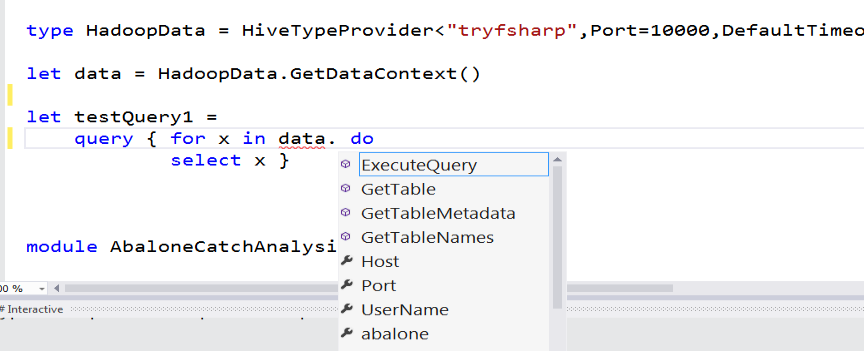 type HadoopData = HiveTypeProvider<"tryfsharp",Port=10000,DefaultTimeo
let data = HadoopData.GetDataContext()
let testQuery1 =
query { for x in data. do
select x }
ExecuteQuery
GetTable
GetTableMetadata
GetTableNames
Host
Port
UserName
abalone
module AbaloneCatchAnalysi
00 %
# Interactive